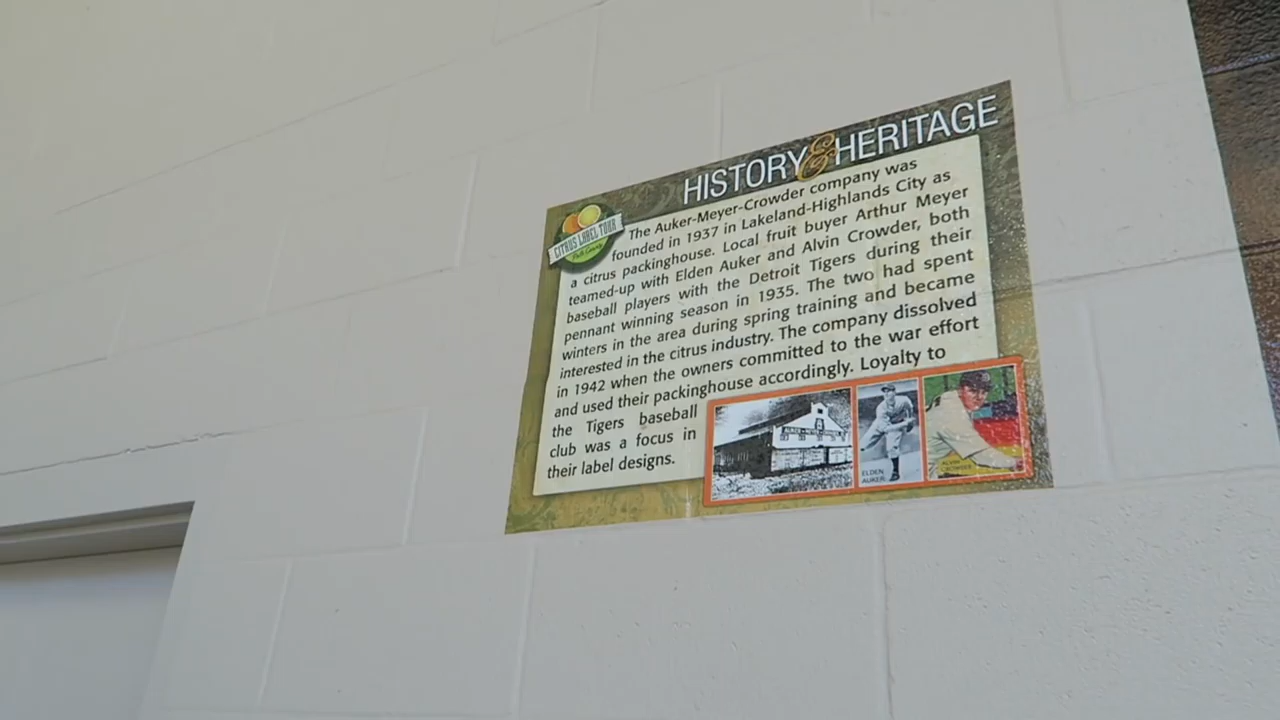 HISTORY & HERITAGE
CITRUS LABEL TOUR
Polk County
The Auker-Meyer-Crowder company was
founded in 1937 in Lakeland-Highlands City as
a citrus packinghouse. Local fruit buyer Arthur Meyer
teamed-up with Elden Auker and Alvin Crowder, both
baseball players with the Detroit Tigers during their
pennant winning season in 1935. The two had spent
winters in the area during spring training and became
interested in the citrus industry. The company dissolved
in 1942 when the owners committed to the war effort
and used their packinghouse accordingly. Loyalty to
the Tigers baseball
club was a focus in
their label designs.
AUKER-MEYER-CROWDER
ELDEN
AUKER
ALVIN
CROWDER